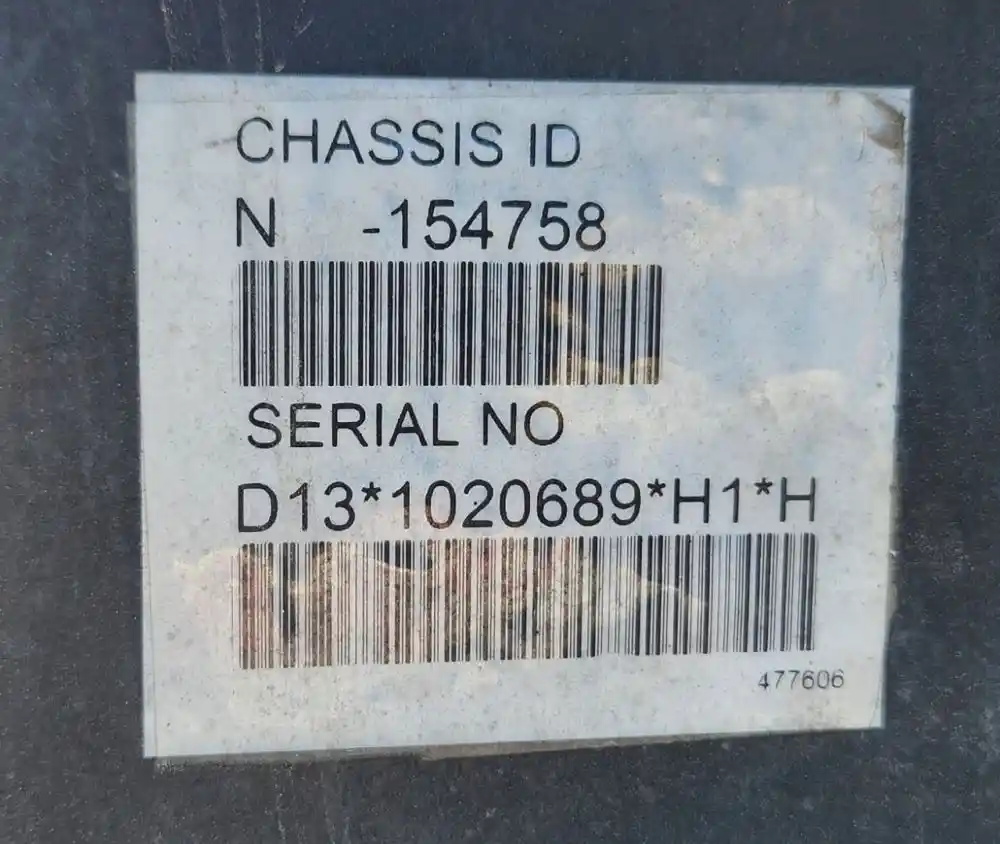 CHASSIS ID
N -154758
SERIAL NO
D13*1020689*H1*H
477606